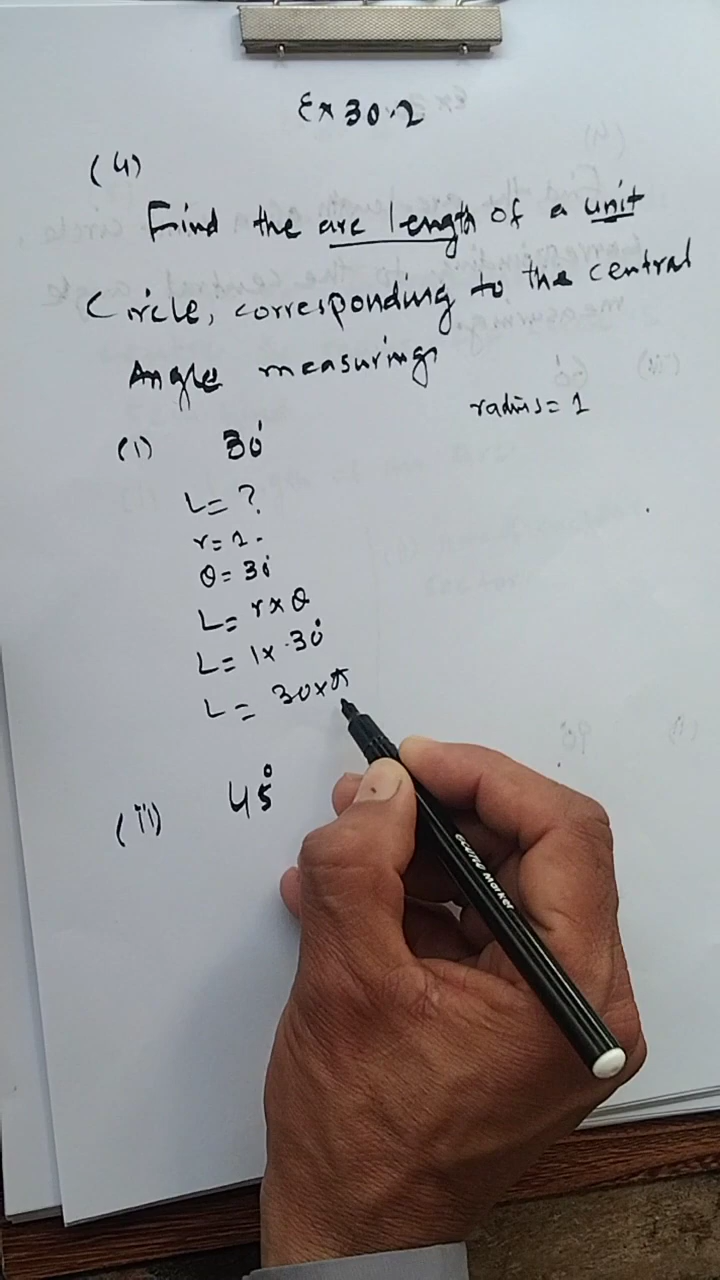 Ex 30.2
(4)
Find the arc length of a unit
Circle, corresponding to the central
Angle measuring
radius = 1
(i) 30°
L = ?
r = 1.
θ = 30°
L = r × θ
L = 1 × 30°
L = 30 × π
(ii) 45°
Marker